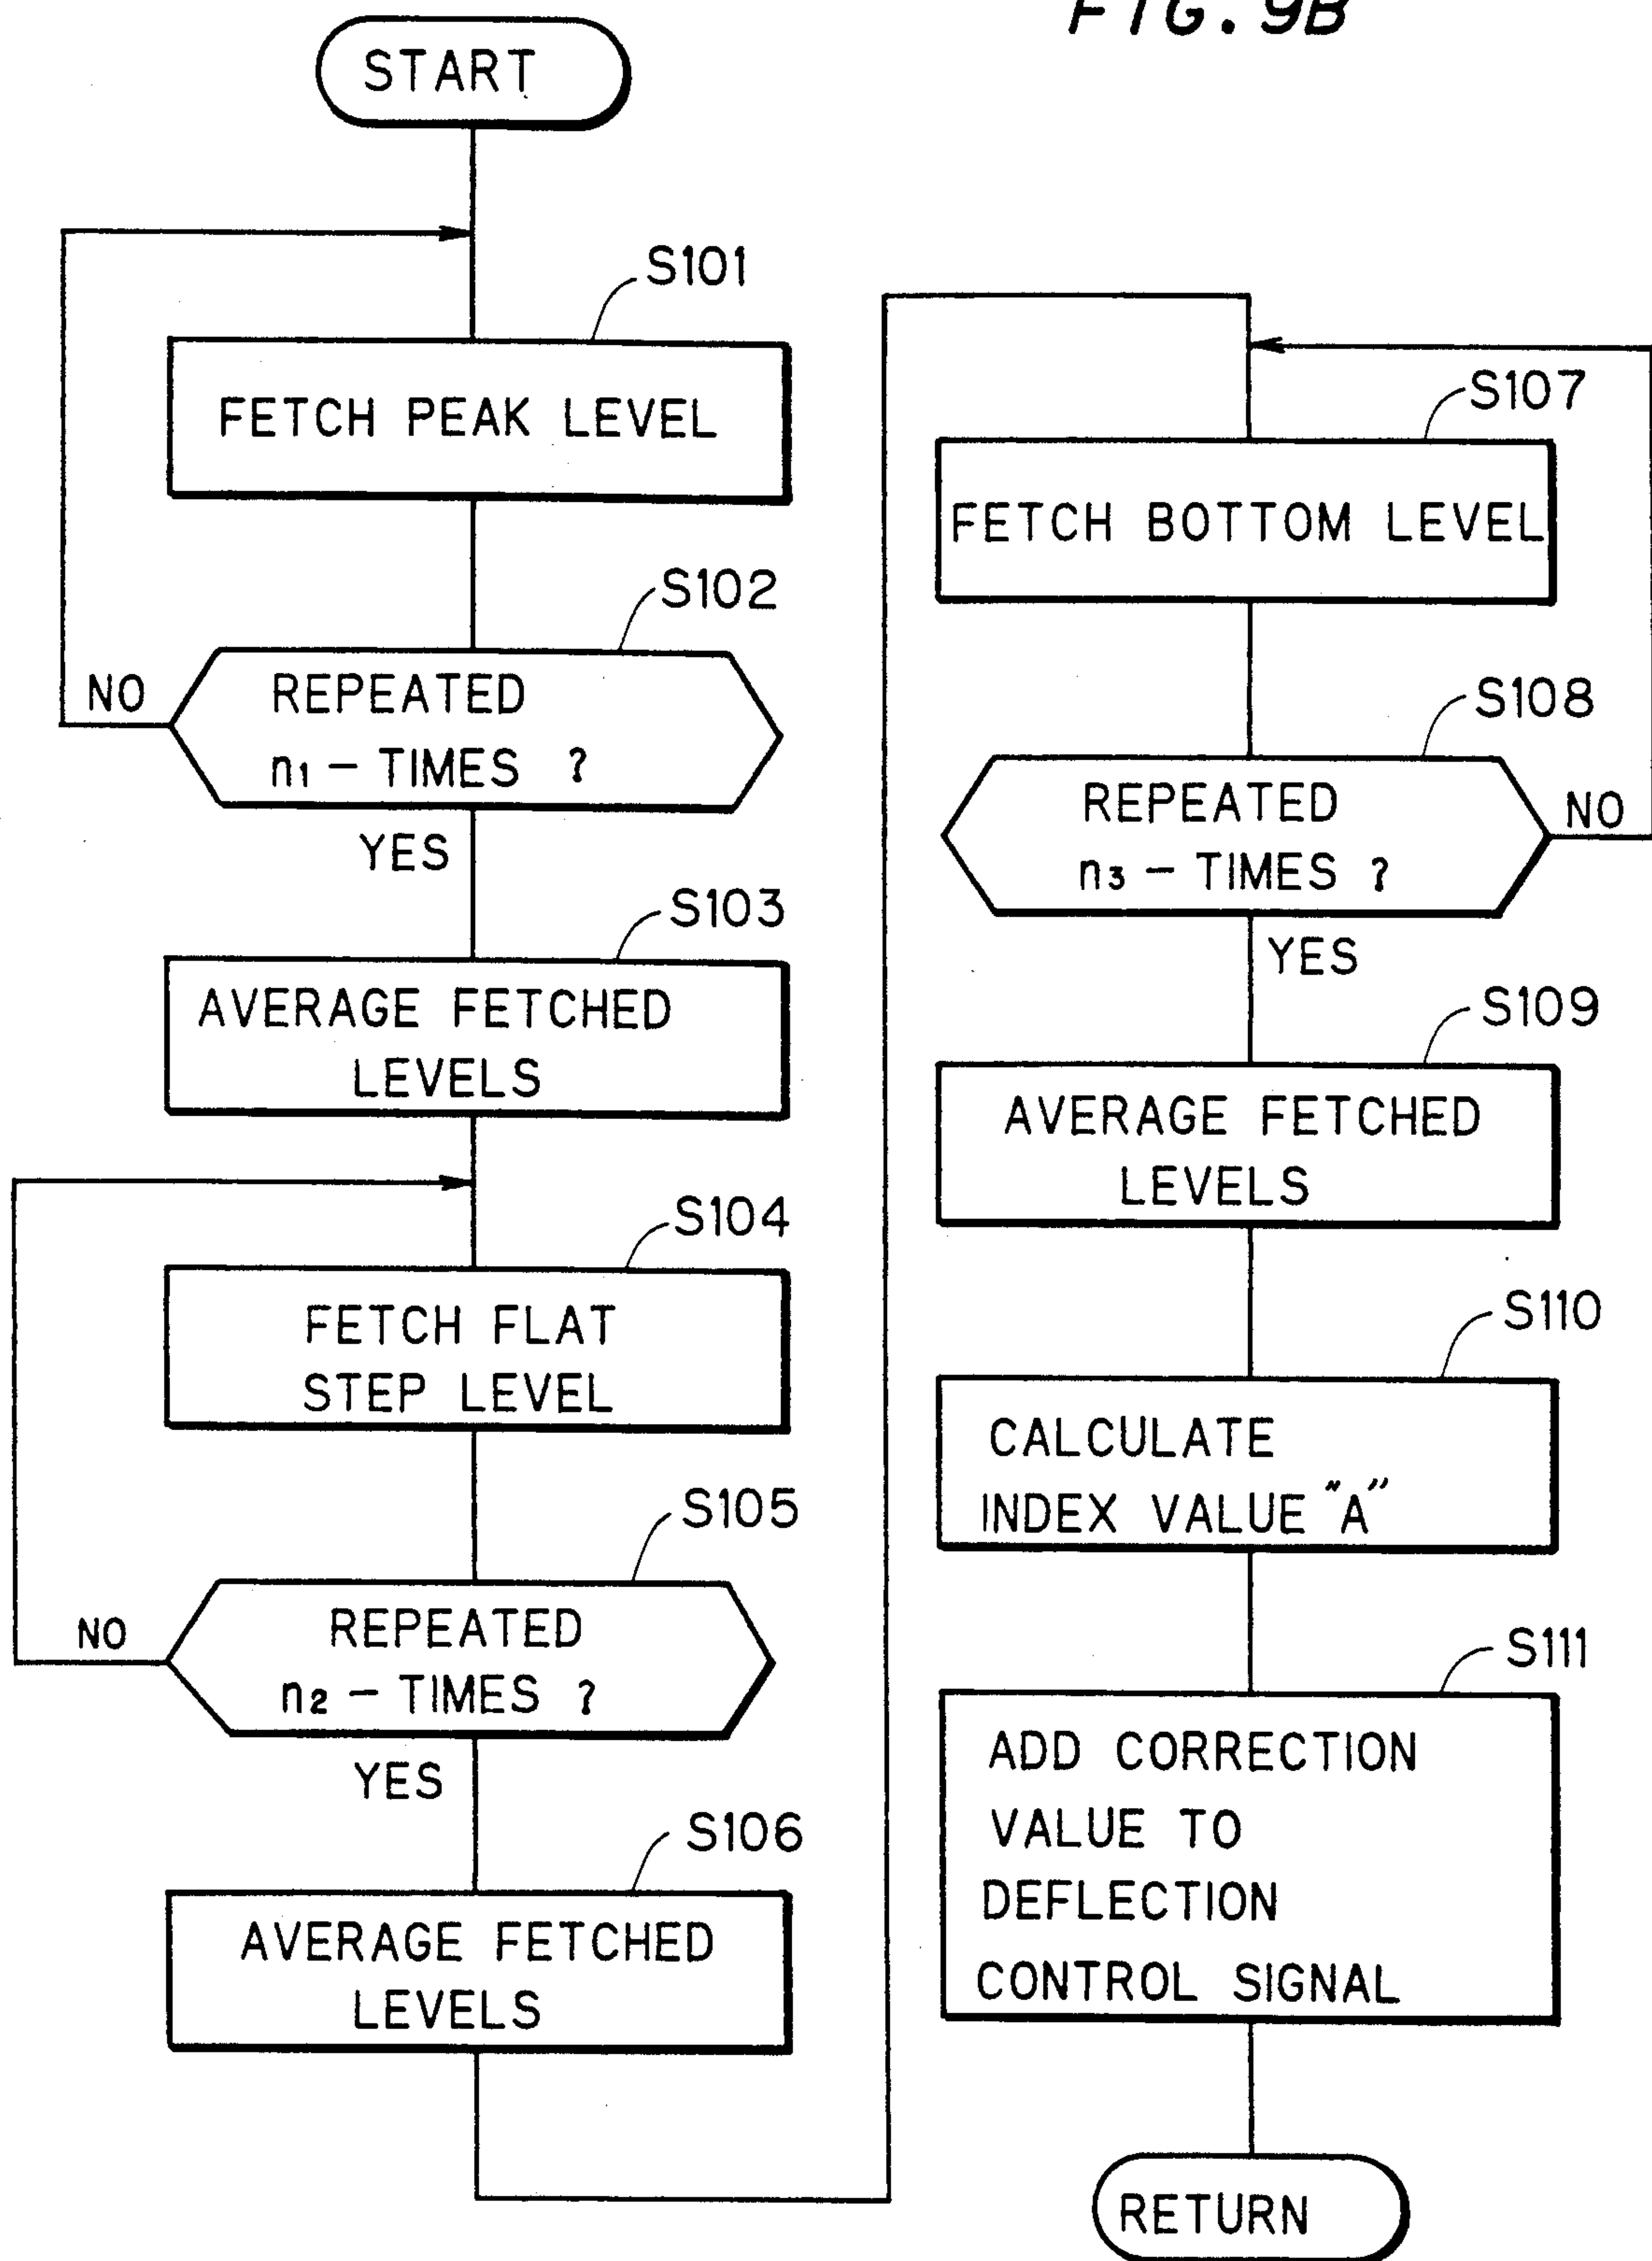 FIG. 9B
START
S101
FETCH PEAK LEVEL
S102
REPEATED
n₁ – TIMES ?
NO
YES
S103
AVERAGE FETCHED
LEVELS
S104
FETCH FLAT
STEP LEVEL
S105
REPEATED
n₂ – TIMES ?
NO
YES
S106
AVERAGE FETCHED
LEVELS
S107
FETCH BOTTOM LEVEL
S108
REPEATED
n₃ – TIMES ?
NO
YES
S109
AVERAGE FETCHED
LEVELS
S110
CALCULATE
INDEX VALUE "A"
S111
ADD CORRECTION
VALUE TO
DEFLECTION
CONTROL SIGNAL
RETURN